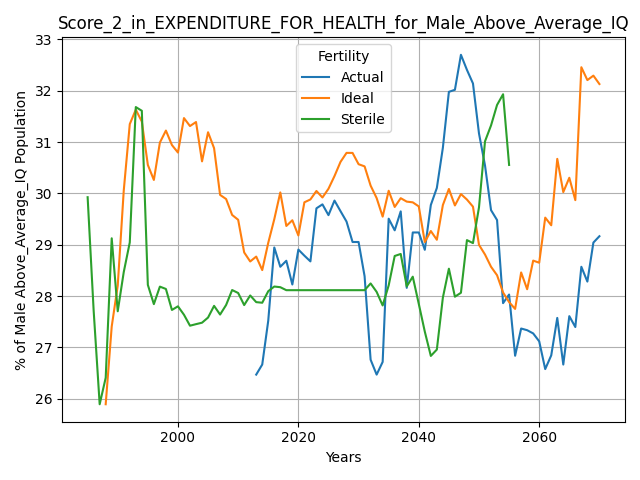 Score_2_in_EXPENDITURE_FOR_HEALTH_for_Male_Above_Average_IQ
Fertility
Actual
Ideal
Sterile
% of Male Above_Average_IQ Population
33
32
31
30
29
28
27
26
2000
2020
2040
2060
Years